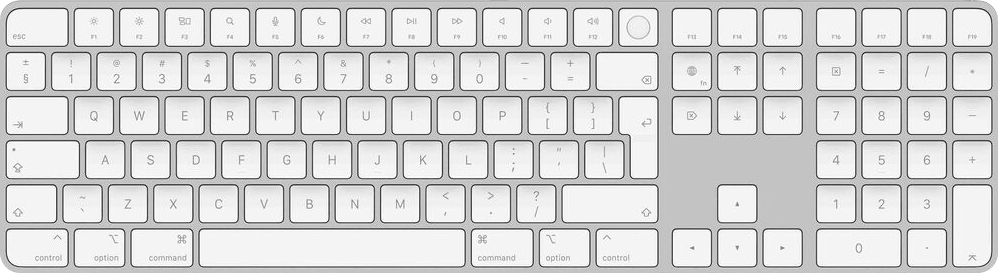 esc F1 F2 F3 F4 F5 F6 F7 F8 F9 F10 F11 F12 F13 F14 F15 F16 F17 F18 F19
± ! @ # $ % ^ & * ( ) — +
§ 1 2 3 4 5 6 7 8 9 0 - = fn = / *
Q W E R T Y U I O P { } 7 8 9 −
[ ]
A S D F G H J K L : " | 4 5 6 +
; ' \
~ Z X C V B N M < > ? 1 2 3
` , . /
control option command command option control 0 .